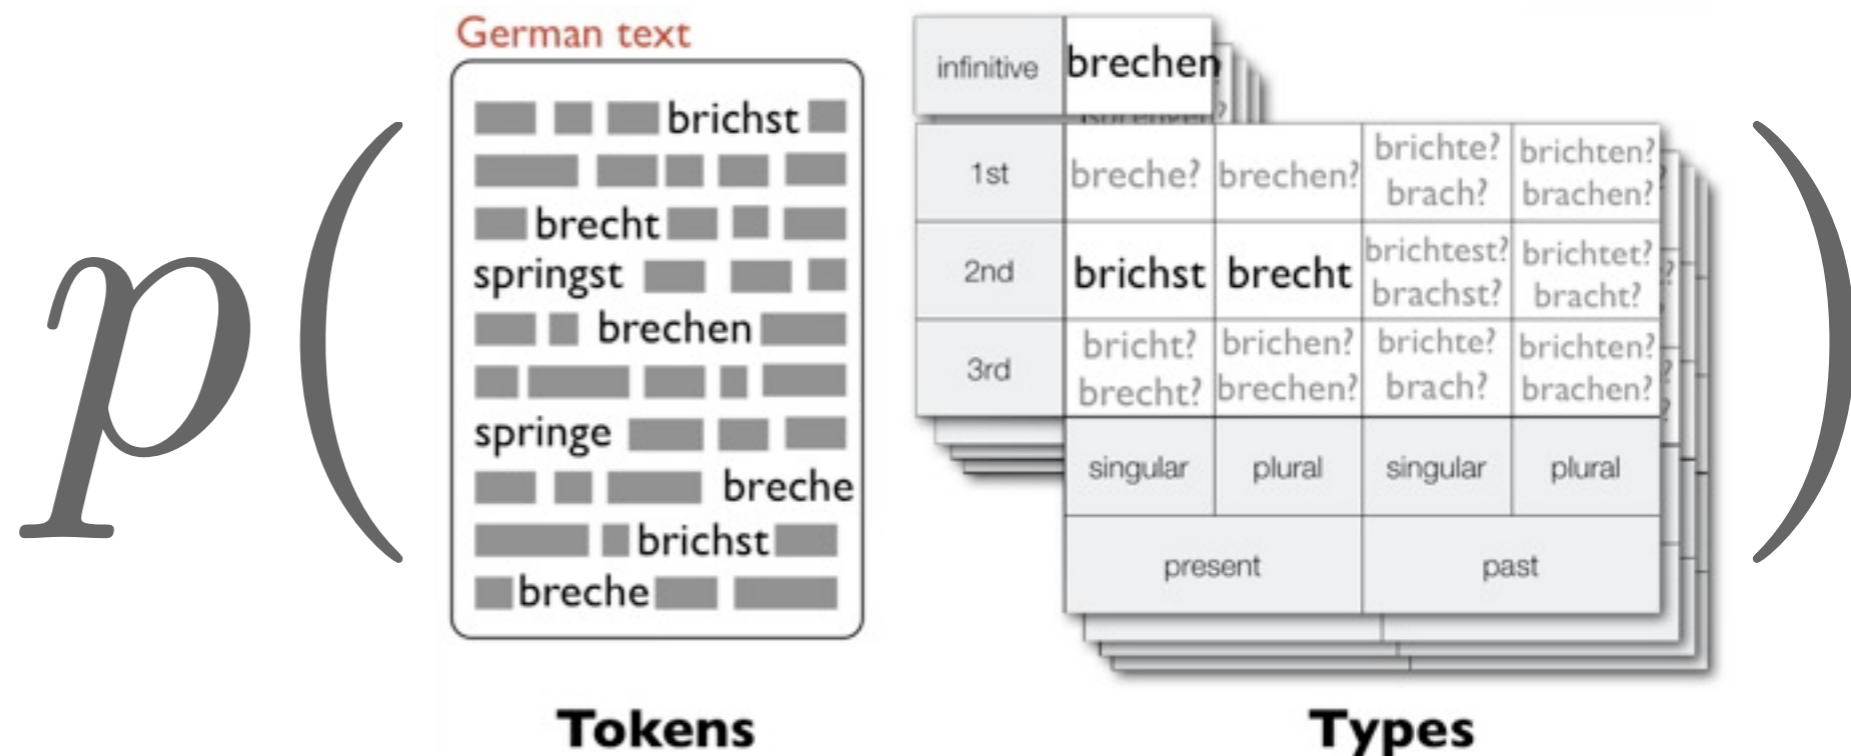 German text
p(
brichst
brecht
springst
brechen
springe
breche
brichst
breche
Tokens
infinitive brechen
1st breche? brechen? brichte? brach? brichten? brachen?
2nd brichst brecht brichtest? brachst? brichtet? bracht?
3rd bricht? brecht? brichen? brechen? brichte? brach? brichten? brachen?
singular plural singular plural
present past
Types
)